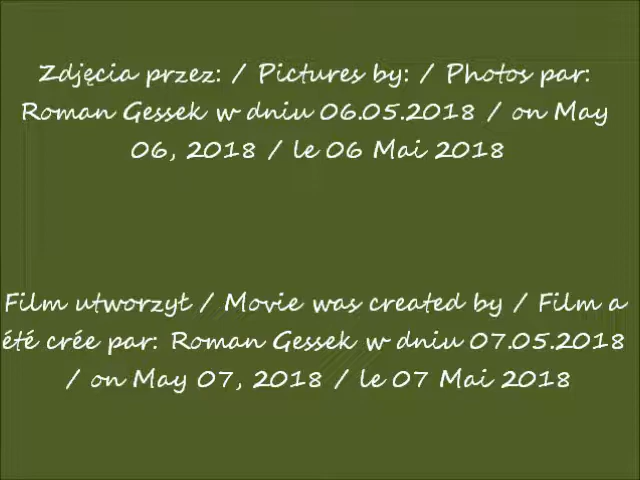 Zdjęcia przez: / Pictures by: / Photos par:
Roman Gessek w dniu 06.05.2018 / on May
06, 2018 / le 06 Mai 2018
Film utworzył / Movie was created by / Film a
été crée par: Roman Gessek w dniu 07.05.2018
/ on May 07, 2018 / le 07 Mai 2018